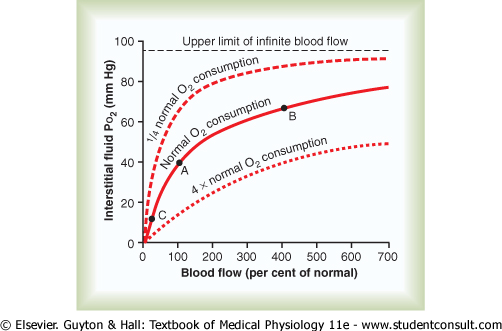 Upper limit of infinite blood flow
1/4 normal O2 consumption
Normal O2 consumption
4 × normal O2 consumption
A
B
C
Interstitial fluid Po2 (mm Hg)
100
80
60
40
20
0
0 100 200 300 400 500 600 700
Blood flow (per cent of normal)
© Elsevier. Guyton & Hall: Textbook of Medical Physiology 11e - www.studentconsult.com